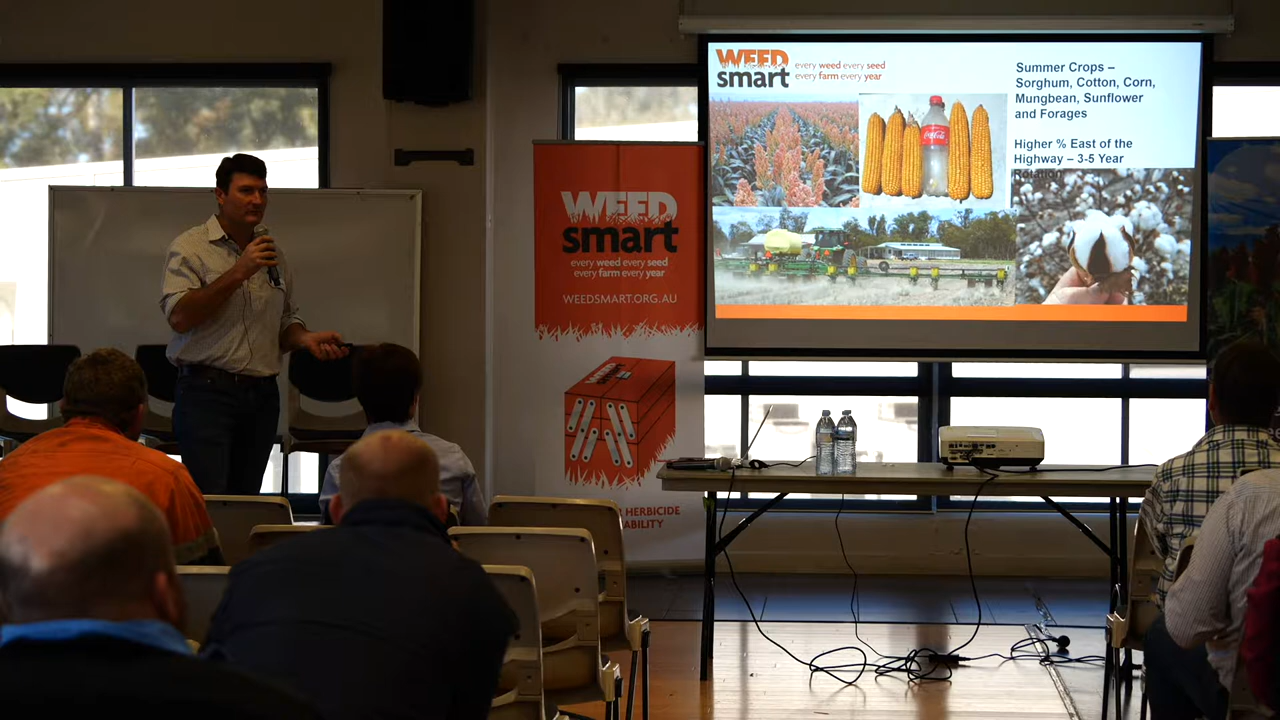 WEED
smart
every weed every seed
every farm every year
Summer Crops –
Sorghum, Cotton, Corn,
Mungbean, Sunflower
and Forages
Higher % East of the
Highway – 3-5 Year
Rotation
Coca-Cola
WEED
smart
every weed every seed
every farm every year
WEEDSMART.ORG.AU
WEED
HERBICIDE
ABILITY